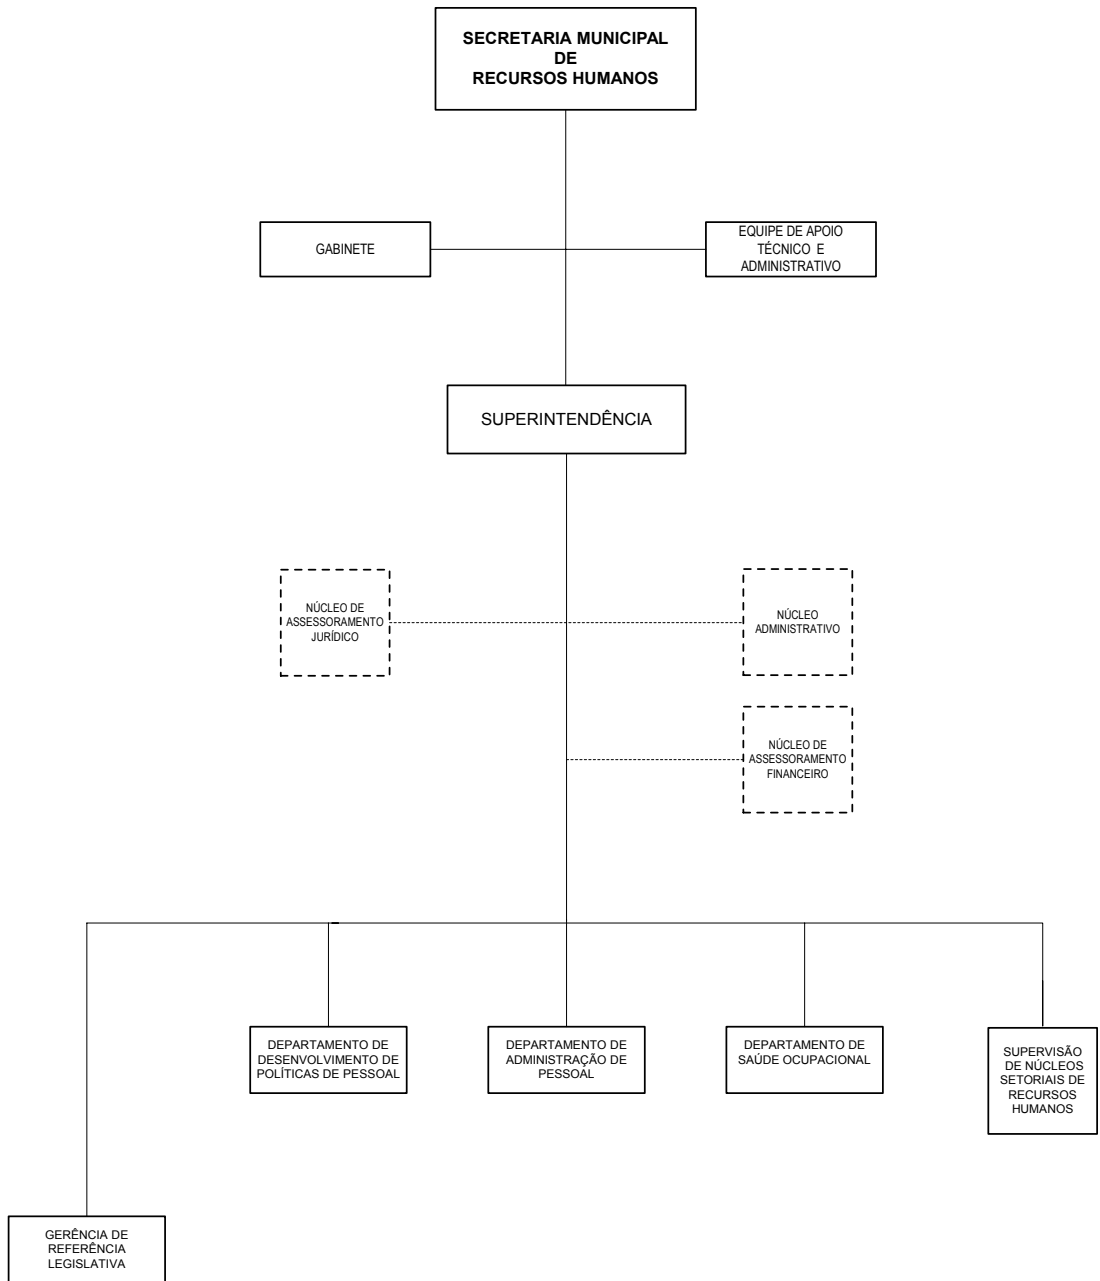 SECRETARIA MUNICIPAL
DE
RECURSOS HUMANOS
GABINETE
EQUIPE DE APOIO
TÉCNICO E
ADMINISTRATIVO
SUPERINTENDÊNCIA
NÚCLEO DE
ASSESSORAMENTO
JURÍDICO
NÚCLEO
ADMINISTRATIVO
NÚCLEO DE
ASSESSORAMENTO
FINANCEIRO
DEPARTAMENTO DE
DESENVOLVIMENTO DE
POLÍTICAS DE PESSOAL
DEPARTAMENTO DE
ADMINISTRAÇÃO DE
PESSOAL
DEPARTAMENTO DE
SAÚDE OCUPACIONAL
SUPERVISÃO
DE NÚCLEOS
SETORIAIS DE
RECURSOS
HUMANOS
GERÊNCIA DE
REFERÊNCIA
LEGISLATIVA